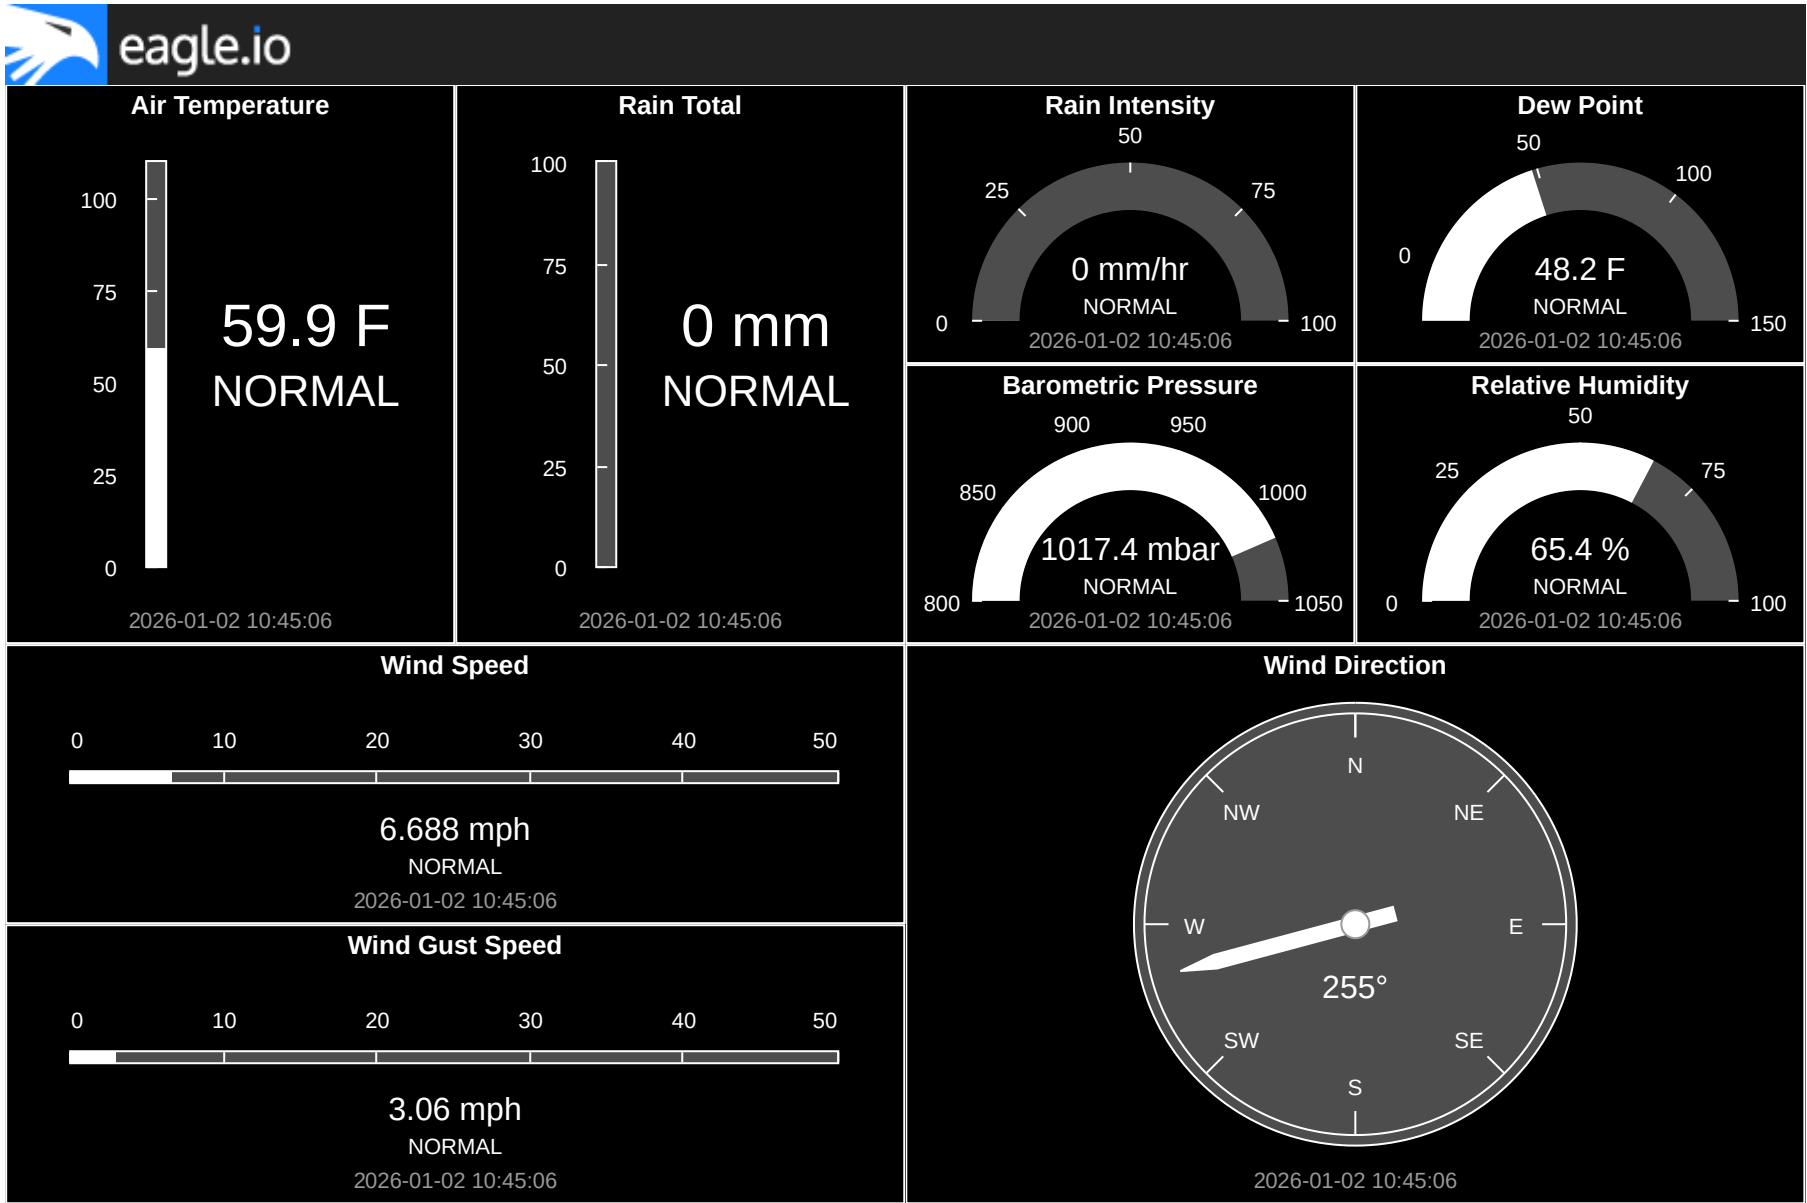 eagle.io
Air Temperature
100
75
50
25
0
59.9 F
NORMAL
2026-01-02 10:45:06
Rain Total
100
75
50
25
0
0 mm
NORMAL
2026-01-02 10:45:06
Rain Intensity
50
25
75
0
100
0 mm/hr
NORMAL
2026-01-02 10:45:06
Dew Point
50
100
0
150
48.2 F
NORMAL
2026-01-02 10:45:06
Barometric Pressure
900
950
850
1000
800
1050
1017.4 mbar
NORMAL
2026-01-02 10:45:06
Relative Humidity
50
25
75
0
100
65.4 %
NORMAL
2026-01-02 10:45:06
Wind Speed
0 10 20 30 40 50
6.688 mph
NORMAL
2026-01-02 10:45:06
Wind Gust Speed
0 10 20 30 40 50
3.06 mph
NORMAL
2026-01-02 10:45:06
Wind Direction
N
NW NE
W E
255°
SW SE
S
2026-01-02 10:45:06